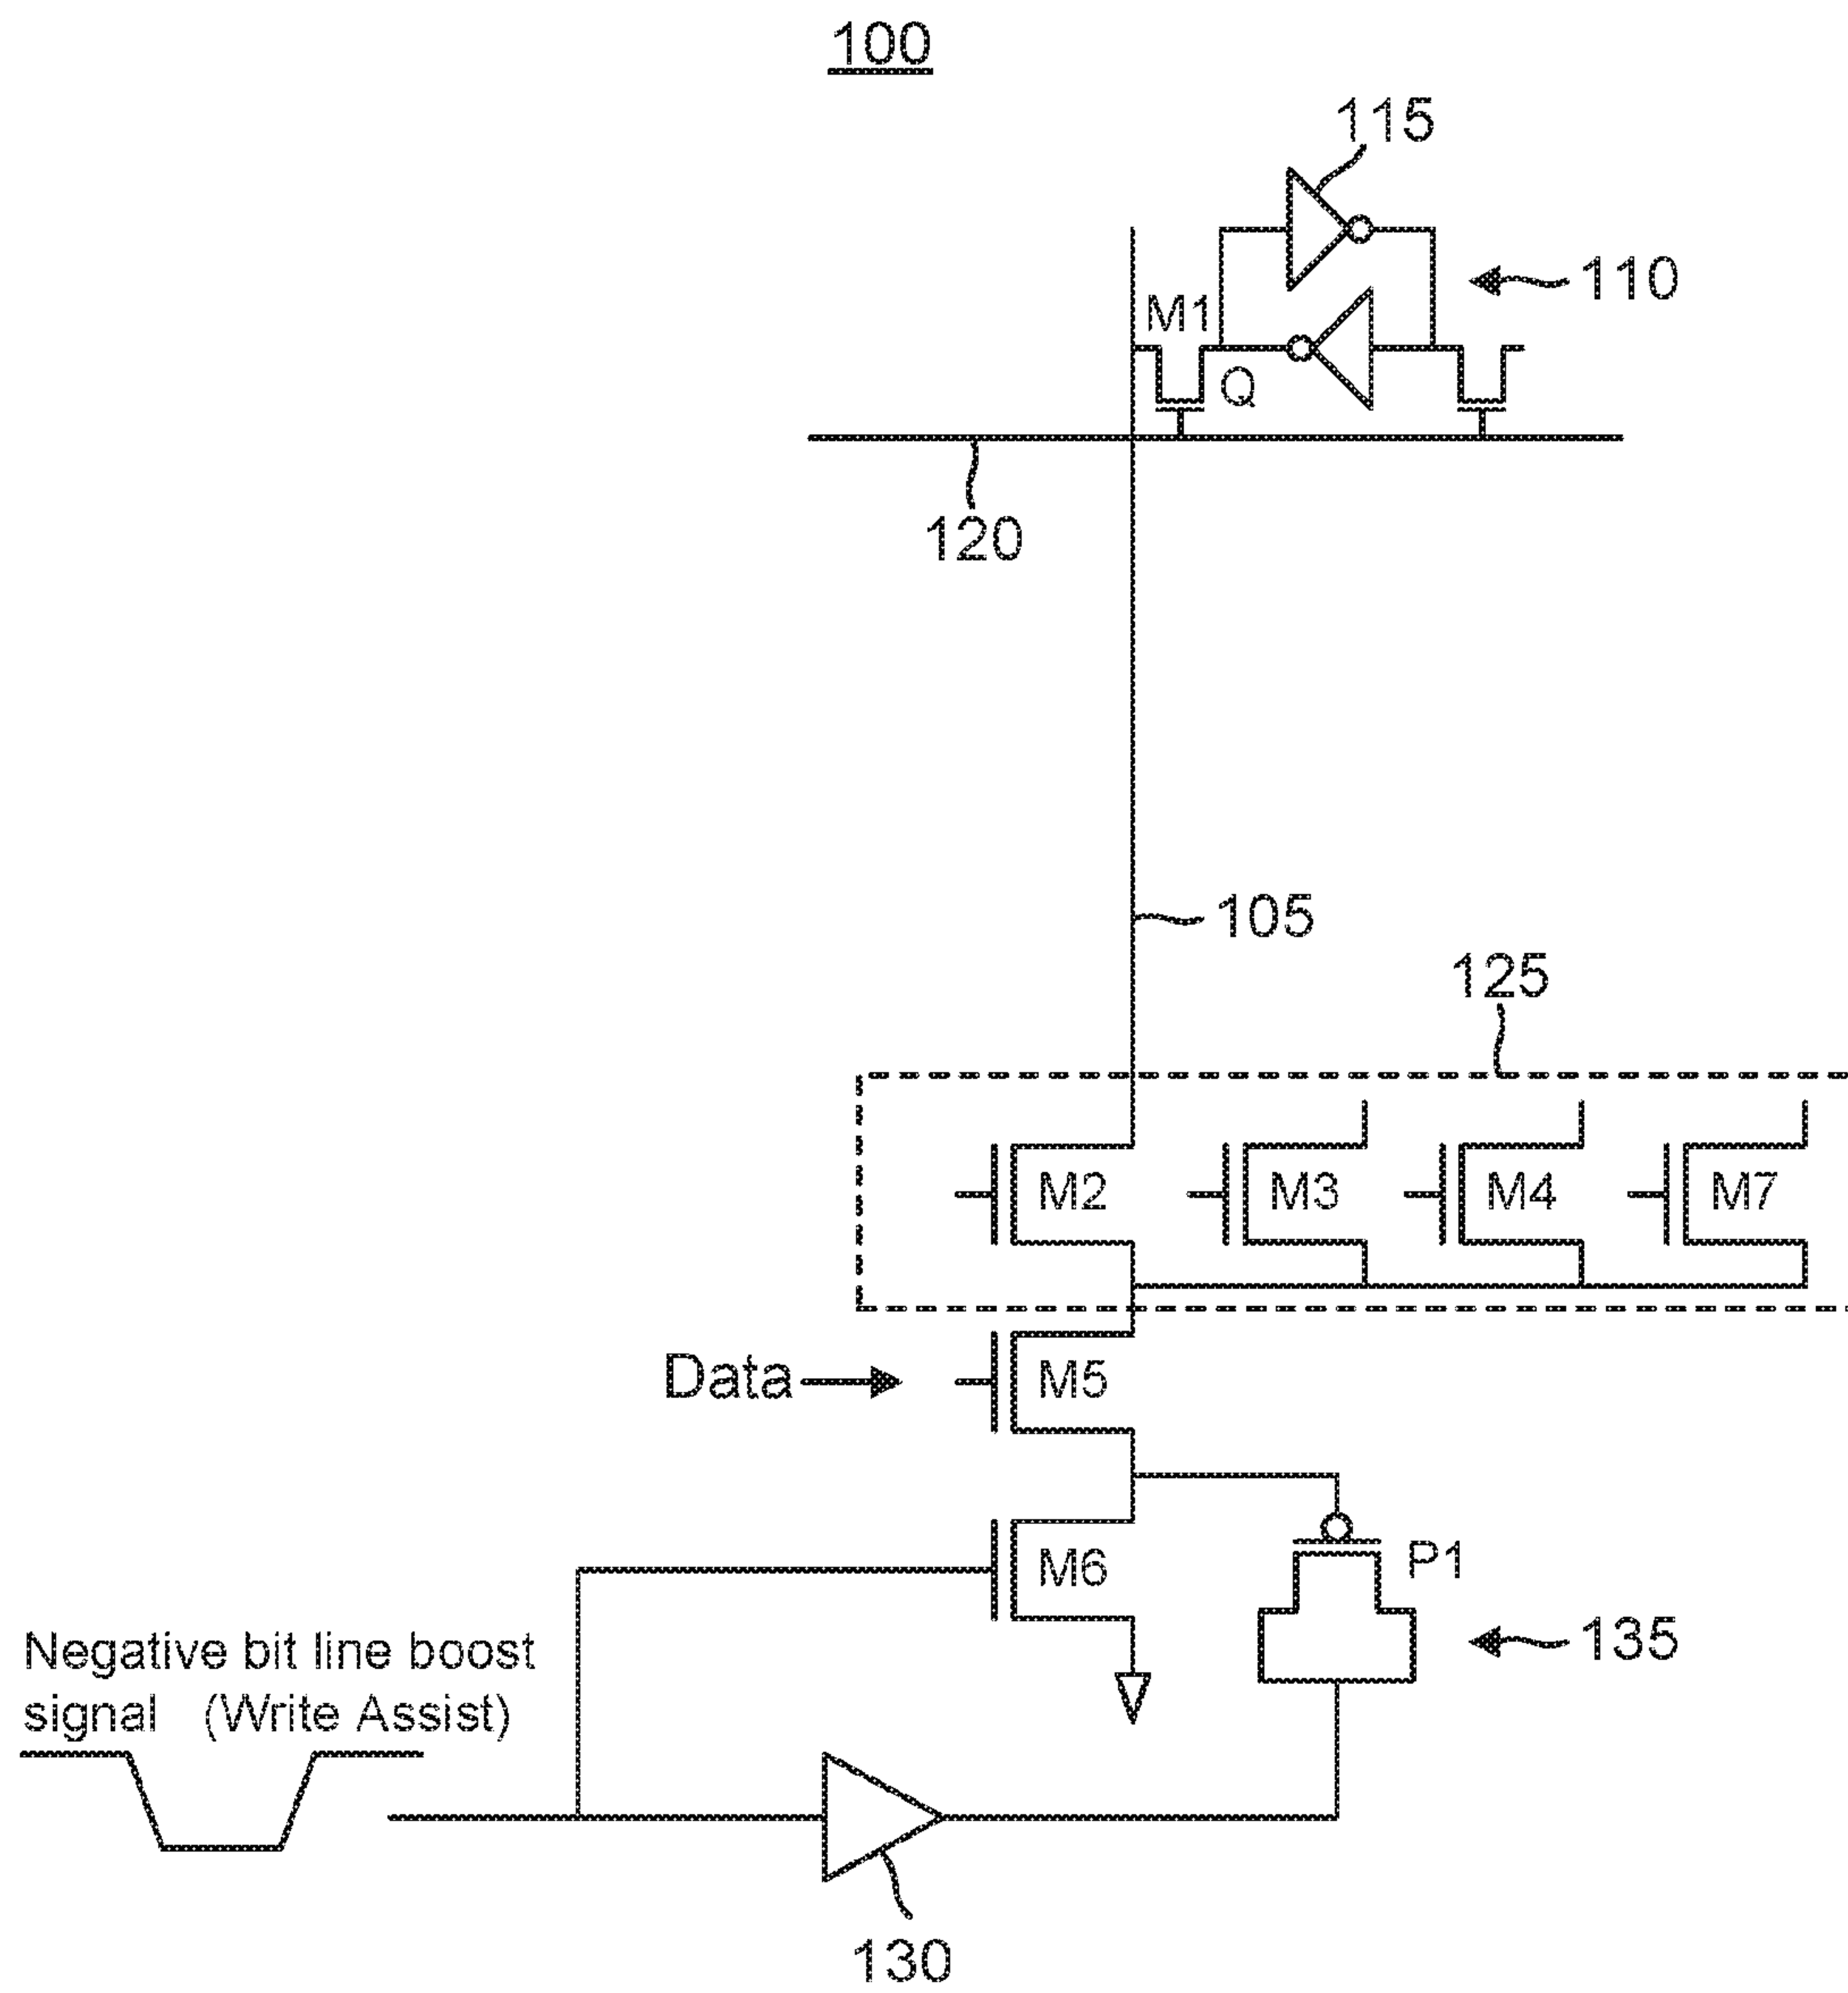 100
115
110
M1
Q
120
105
125
M2 M3 M4 M7
Data
M5
M6
P1
Negative bit line boost
signal (Write Assist)
135
130